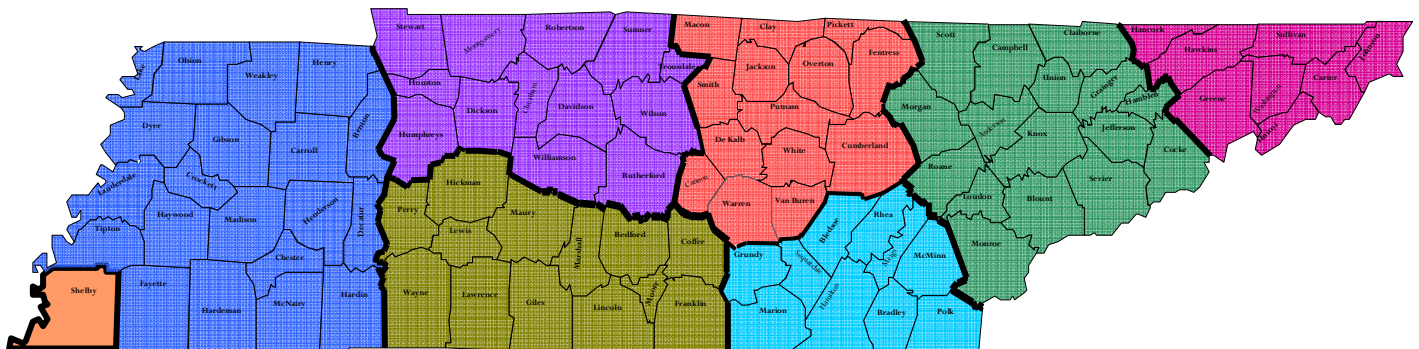 Lake
Obion
Weakley
Henry
Dyer
Gibson
Carroll
Benton
Lauderdale
Crockett
Haywood
Madison
Henderson
Decatur
Tipton
Chester
Shelby
Fayette
Hardeman
McNairy
Hardin
Stewart
Montgomery
Robertson
Sumner
Trousdale
Houston
Dickson
Cheatham
Davidson
Wilson
Humphreys
Williamson
Rutherford
Hickman
Perry
Maury
Lewis
Marshall
Bedford
Coffee
Wayne
Lawrence
Giles
Lincoln
Moore
Franklin
Macon
Clay
Pickett
Fentress
Jackson
Overton
Smith
Putnam
De Kalb
White
Cumberland
Cannon
Warren
Van Buren
Rhea
Bledsoe
Grundy
Sequatchie
Meigs
McMinn
Marion
Hamilton
Bradley
Polk
Scott
Campbell
Claiborne
Union
Grainger
Hamblen
Morgan
Anderson
Knox
Jefferson
Cocke
Roane
Sevier
Loudon
Blount
Monroe
Hancock
Hawkins
Sullivan
Johnson
Carter
Greene
Washington
Unicoi